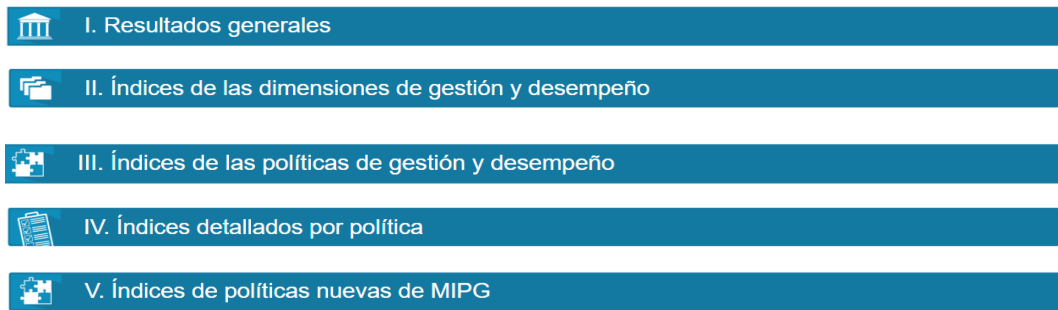 I. Resultados generales
II. Índices de las dimensiones de gestión y desempeño
III. Índices de las políticas de gestión y desempeño
IV. Índices detallados por política
V. Índices de políticas nuevas de MIPG